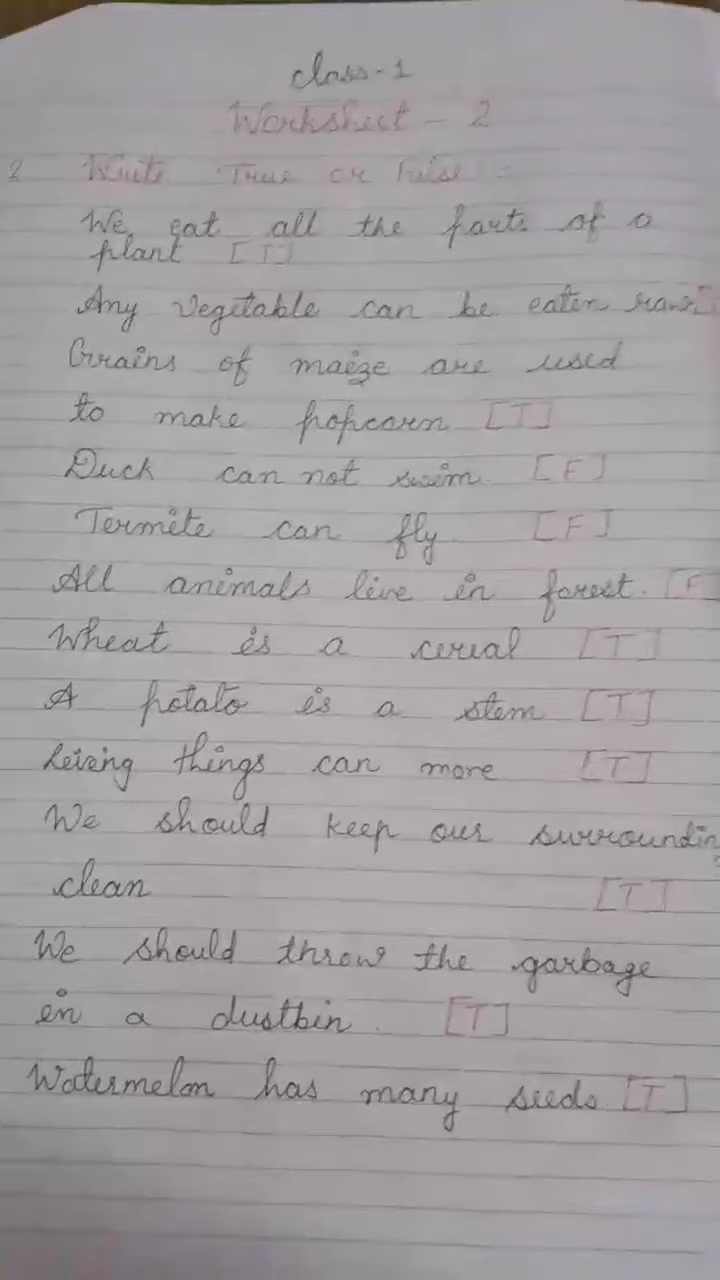 class-1
Worksheet - 2
2 Write True or False :-
We eat all the parts of a
plant [T]
Any Vegetable can be eaten raw
Grains of maize are used
to make popcorn [T]
Duck can not swim. [F]
Termite can fly [F]
All animals live in forest. [F
Wheat is a cerial [T]
A potato is a stem [T]
Living things can more [T]
We should keep our surroundin
clean [T]
We should throw the garbage
in a dustbin. [T]
Watermelon has many seeds [T]